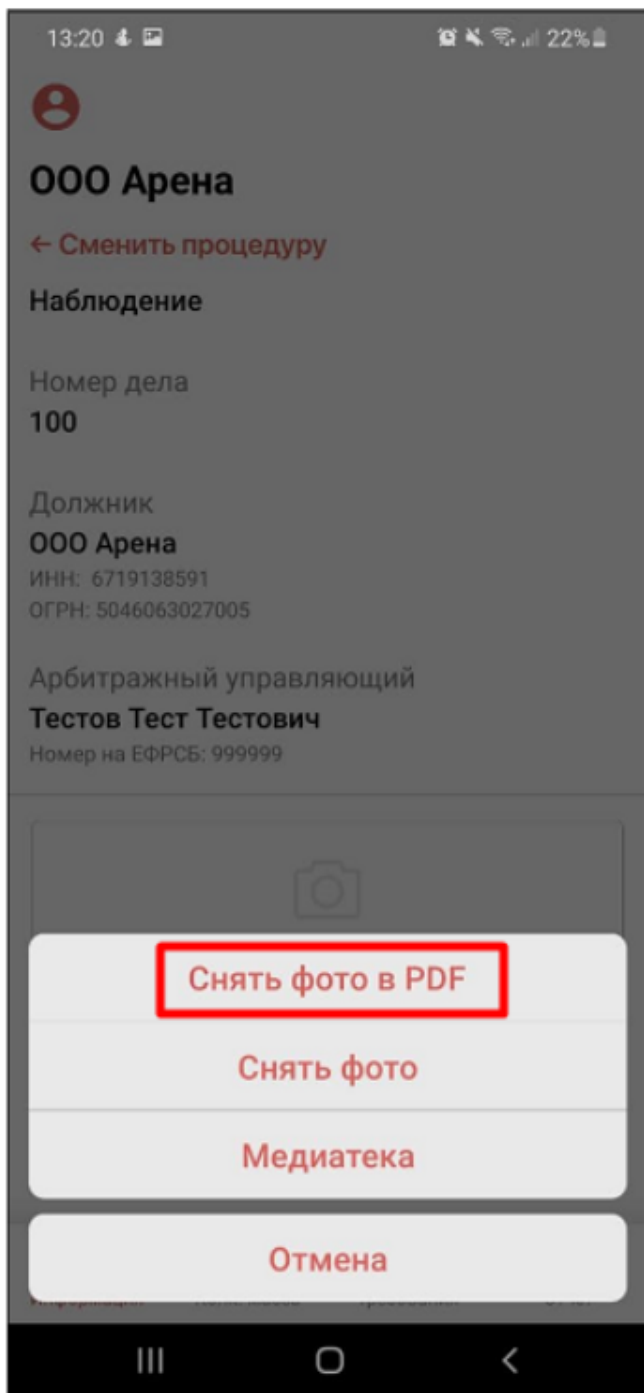 13:20
22%
ООО Арена
← Сменить процедуру
Наблюдение
Номер дела
100
Должник
ООО Арена
ИНН: 6719138591
ОГРН: 5046063027005
Арбитражный управляющий
Тестов Тест Тестович
Номер на ЕФРСБ: 999999
Снять фото в PDF
Снять фото
Медиатека
Отмена